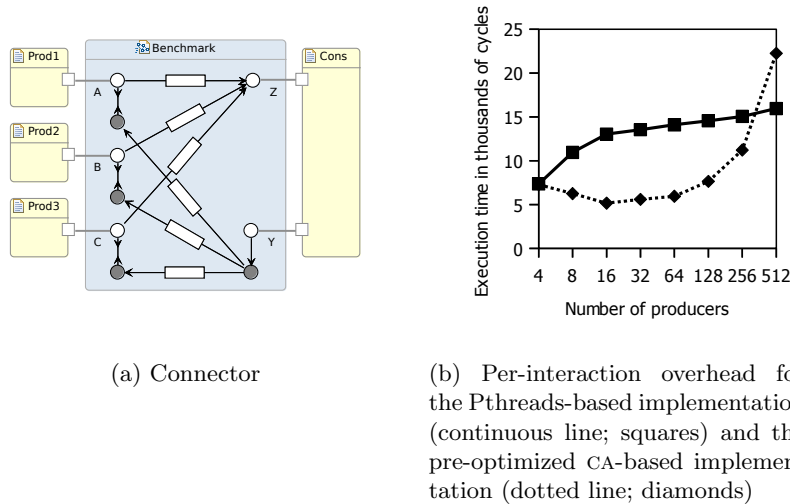 Benchmark
Prod1
Cons
A
Z
Prod2
B
Prod3
C
Y
(a) Connector
Execution time in thousands of cycles
25
20
15
10
5
0
4 8 16 32 64 128 256 512
Number of producers
(b) Per-interaction overhead fo
the Pthreads-based implementatio
(continuous line; squares) and th
pre-optimized CA-based implemen
tation (dotted line; diamonds)